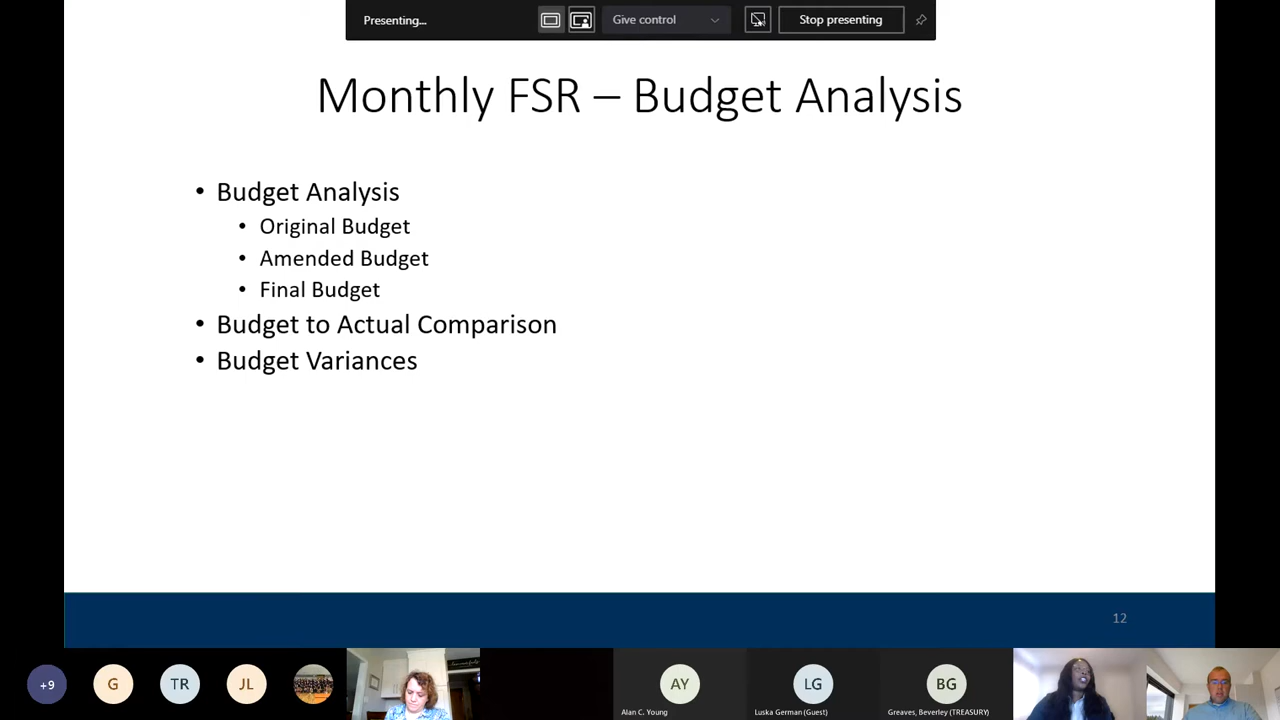 Presenting...
Give control
Stop presenting
Monthly FSR – Budget Analysis
• Budget Analysis
• Original Budget
• Amended Budget
• Final Budget
• Budget to Actual Comparison
• Budget Variances
12
+9
G
TR
JL
AY
LG
BG
Alan C. Young
Luska German (Guest)
Greaves, Beverley (TREASURY)